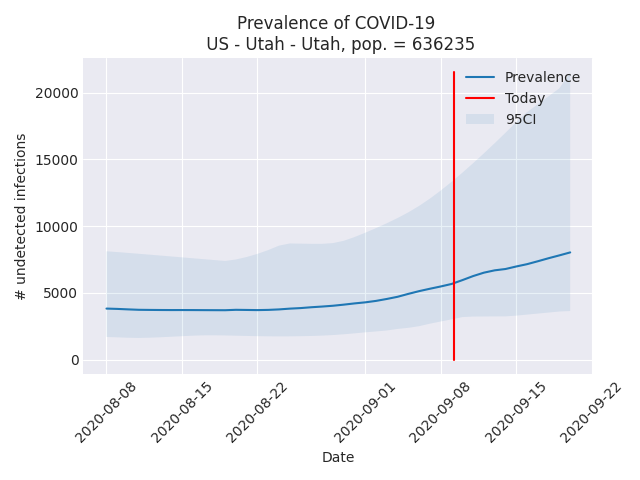 Prevalence of COVID-19
US - Utah - Utah, pop. = 636235
Prevalence
Today
95CI
# undetected infections
20000
15000
10000
5000
0
2020-08-08
2020-08-15
2020-08-22
2020-09-01
2020-09-08
2020-09-15
2020-09-22
Date